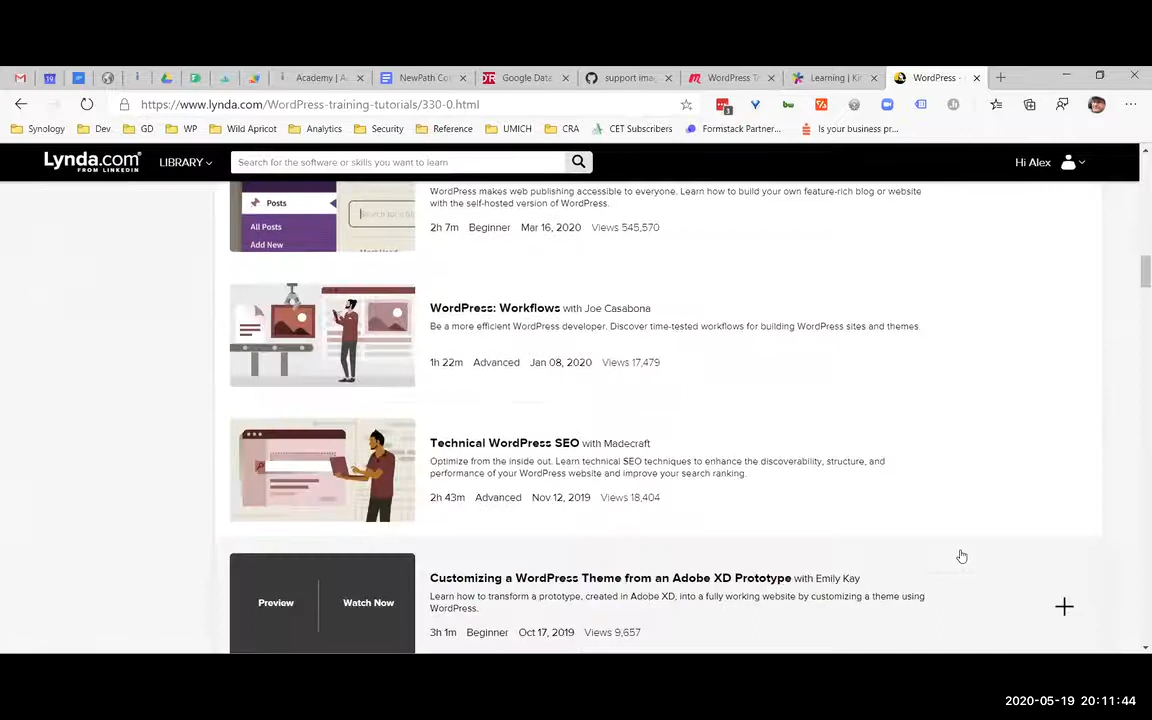 19
Academy | A
NewPath Co
Google Data
support ima
WordPress T
Learning | Ki
WordPress -
https://www.lynda.com/WordPress-training-tutorials/330-0.html
3
Synology
Dev
GD
WP
Wild Apricot
Analytics
Security
Reference
UMICH
CRA
CET Subscribers
Formstack Partner...
Is your business pr...
Lynda.com
FROM LINKEDIN
LIBRARY
Search for the software or skills you want to learn
Hi Alex
Posts
All Posts
Add New
WordPress makes web publishing accessible to everyone. Learn how to build your own feature-rich blog or website
with the self-hosted version of WordPress.
2h 7m Beginner Mar 16, 2020 Views 545,570
WordPress: Workflows with Joe Casabona
Be a more efficient WordPress developer. Discover time-tested workflows for building WordPress sites and themes.
1h 22m Advanced Jan 08, 2020 Views 17,479
Technical WordPress SEO with Madecraft
Optimize from the inside out. Learn technical SEO techniques to enhance the discoverability, structure, and
performance of your WordPress website and improve your search ranking.
2h 43m Advanced Nov 12, 2019 Views 18,404
Preview
Watch Now
Customizing a WordPress Theme from an Adobe XD Prototype with Emily Kay
Learn how to transform a prototype, created in Adobe XD, into a fully working website by customizing a theme using
WordPress.
3h 1m Beginner Oct 17, 2019 Views 9,657
2020-05-19 20:11:44